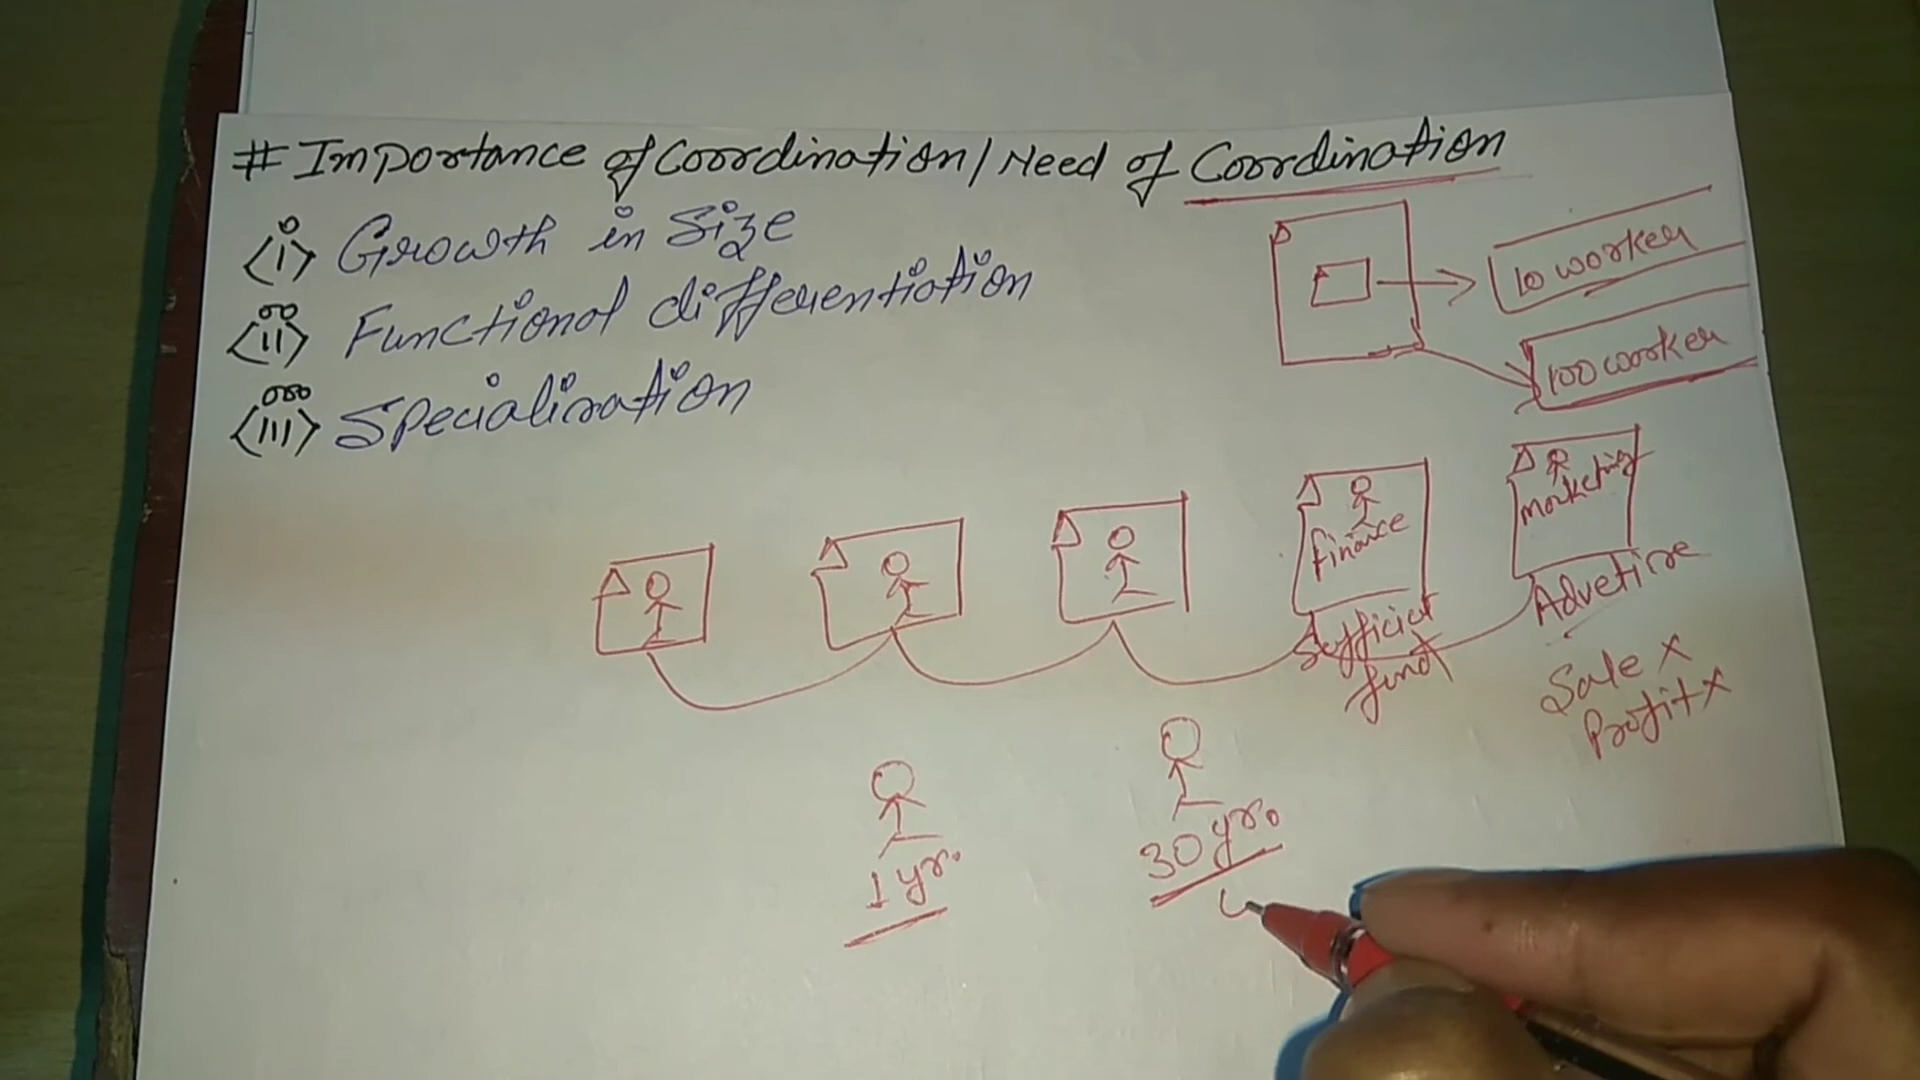 # Importance of Coordination / Need of Coordination
<i> Growth in Size
<ii> Functional differentiation
<iii> Specialisation
10 worker
100 worker
finance
marketing
Sufficient fund
Advetise
Sale x
Profit x
1 yr.
30 yr.